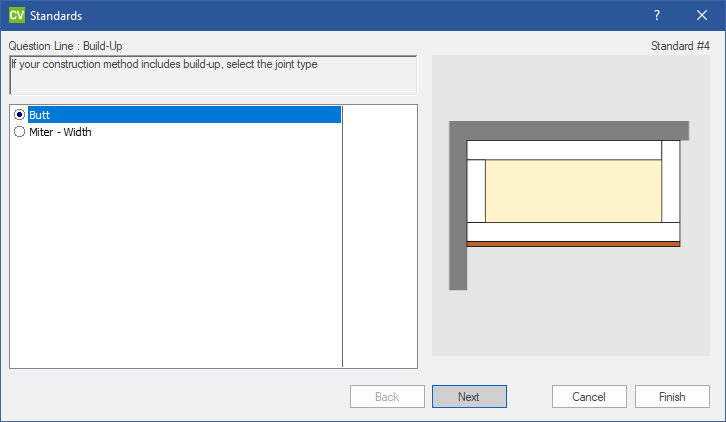 CV Standards ?
Question Line : Build-Up Standard #4
If your construction method includes build-up, select the joint type
Butt
Miter - Width
Back Next Cancel Finish